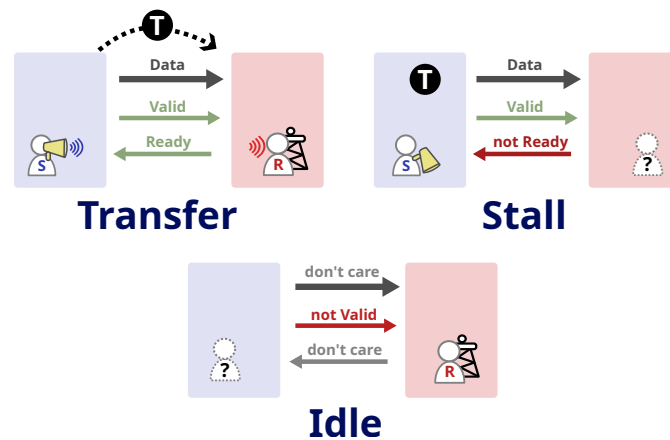 T
Data
Valid
Ready
S
R
Transfer
T
Data
Valid
not Ready
S
?
Stall
don't care
not Valid
don't care
?
R
Idle